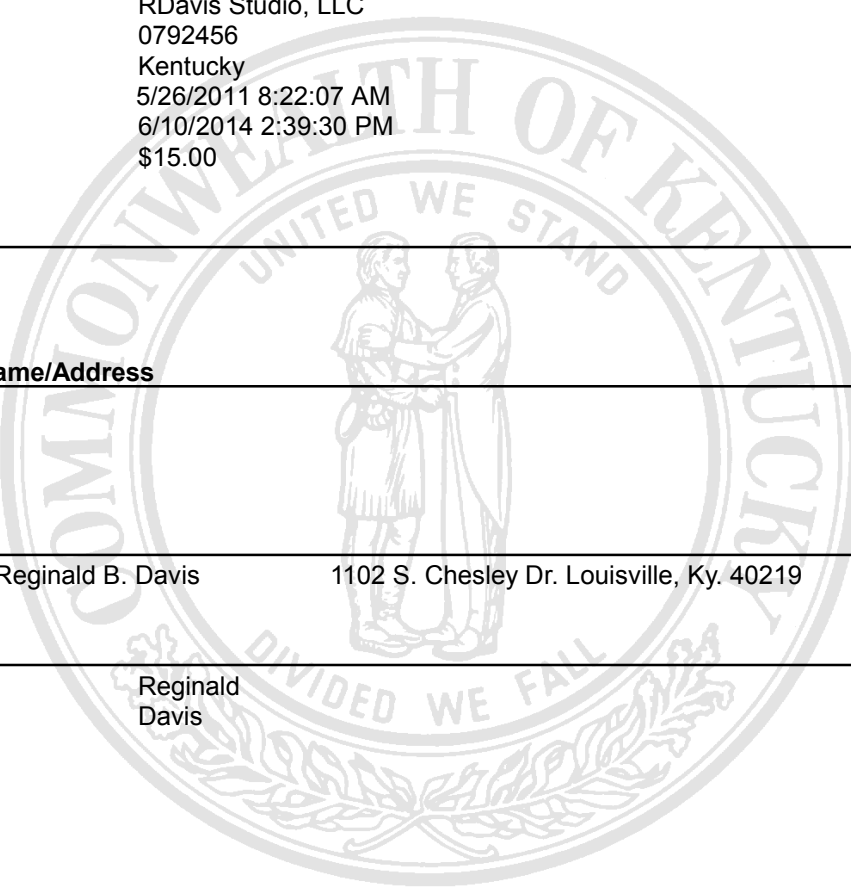 RDavis Studio, LLC
0792456
Kentucky
5/26/2011 8:22:07 AM
6/10/2014 2:39:30 PM
$15.00
COMMONWEALTH OF KENTUCKY
UNITED WE STAND
ame/Address
Reginald B. Davis 1102 S. Chesley Dr. Louisville, Ky. 40219
DIVIDED WE FALL
Reginald
Davis